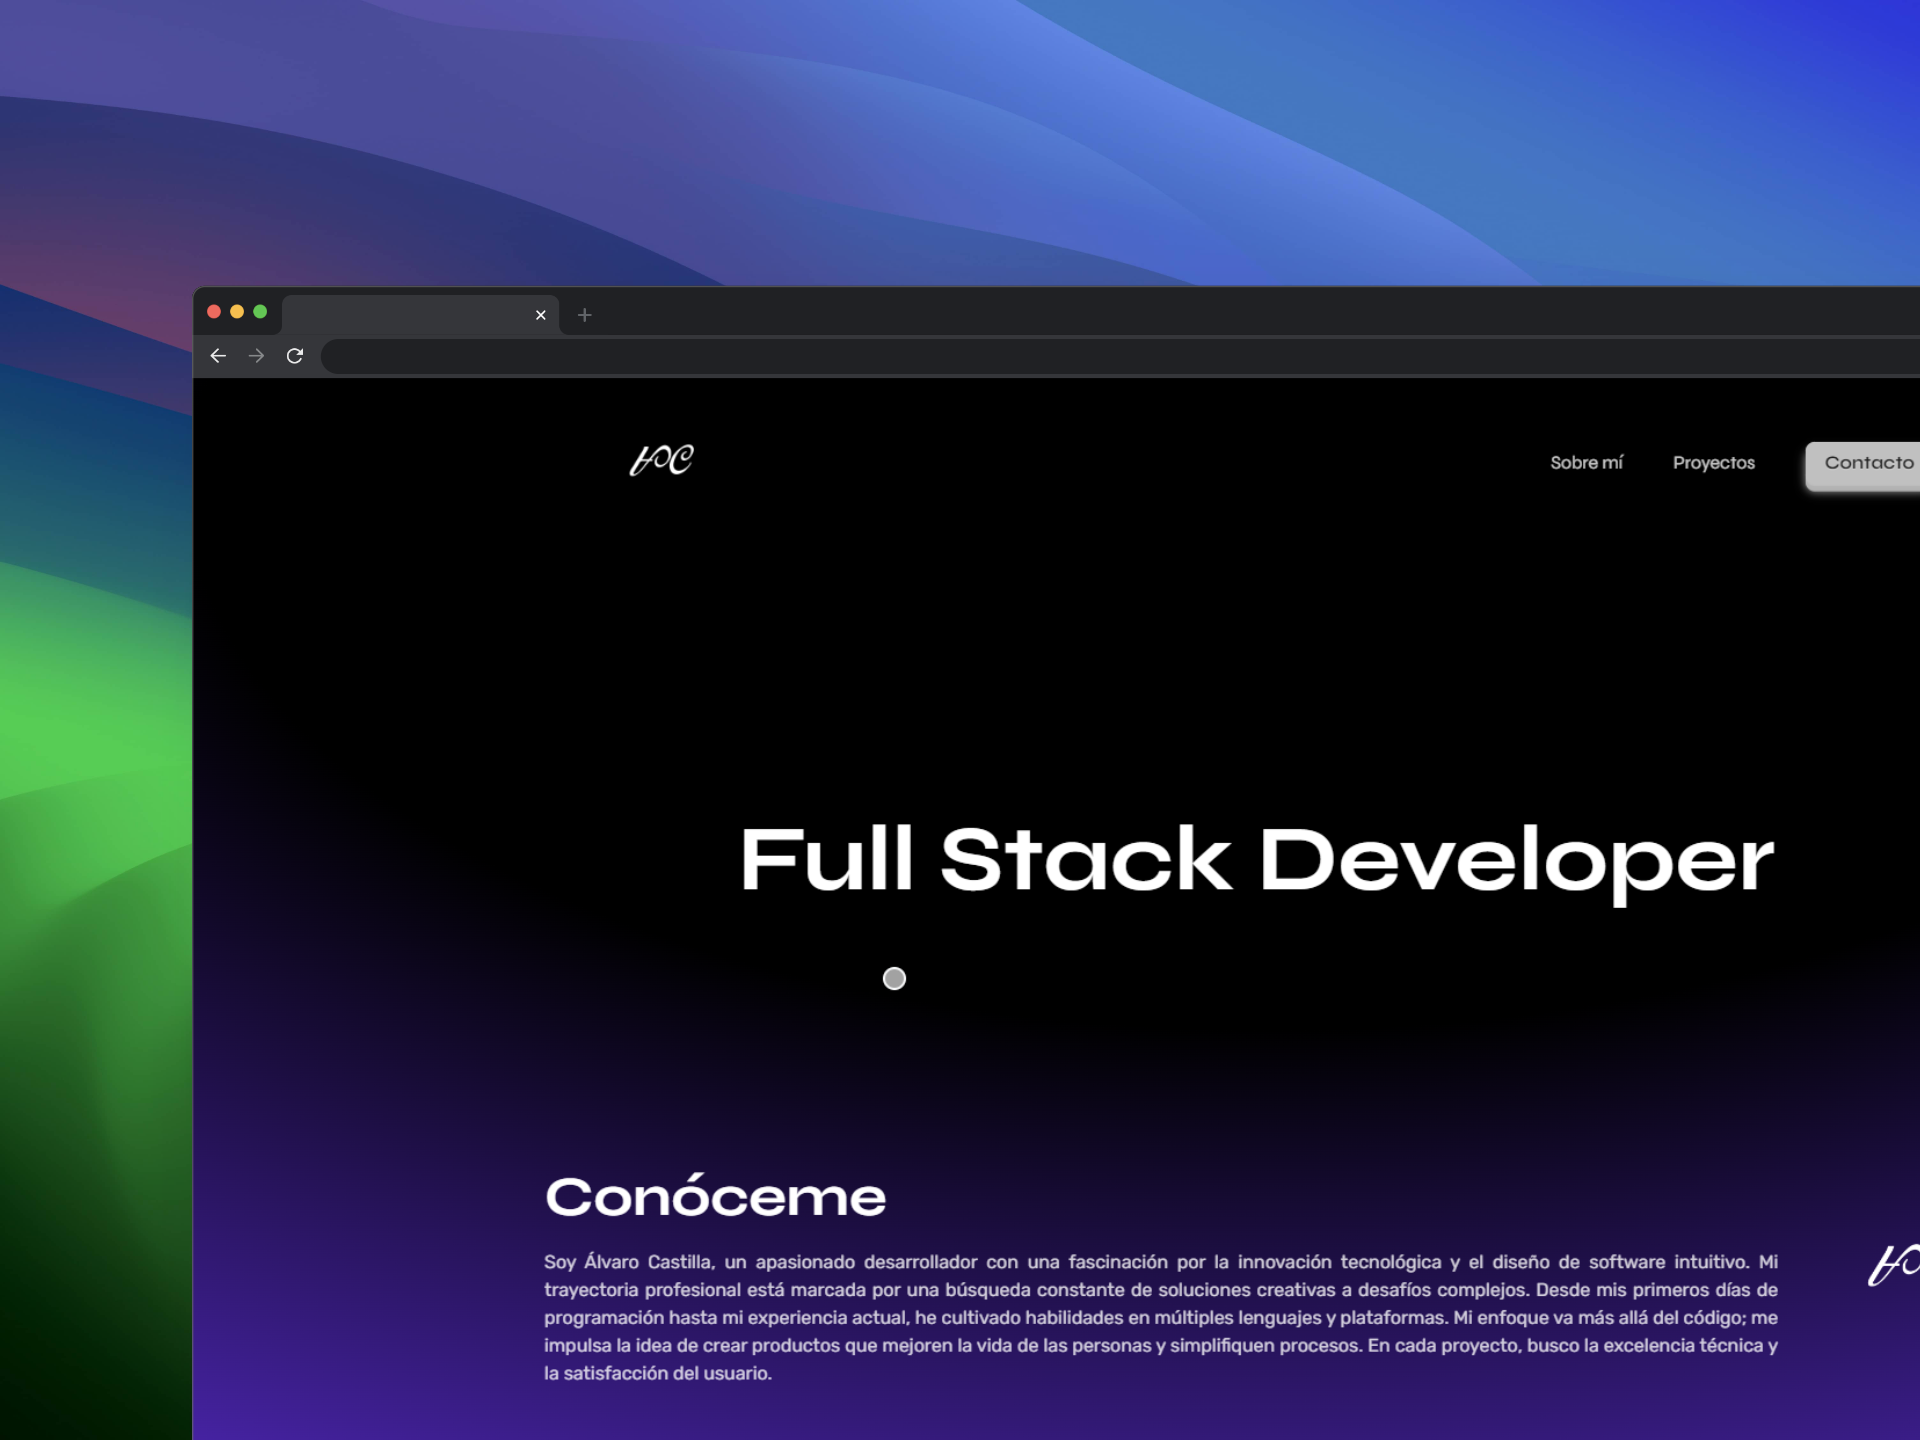 AC
Sobre mí
Proyectos
Contacto
Full Stack Developer
Conóceme
Soy Álvaro Castilla, un apasionado desarrollador con una fascinación por la innovación tecnológica y el diseño de software intuitivo. Mi
trayectoria profesional está marcada por una búsqueda constante de soluciones creativas a desafíos complejos. Desde mis primeros días de
programación hasta mi experiencia actual, he cultivado habilidades en múltiples lenguajes y plataformas. Mi enfoque va más allá del código; me
impulsa la idea de crear productos que mejoren la vida de las personas y simplifiquen procesos. En cada proyecto, busco la excelencia técnica y
la satisfacción del usuario.